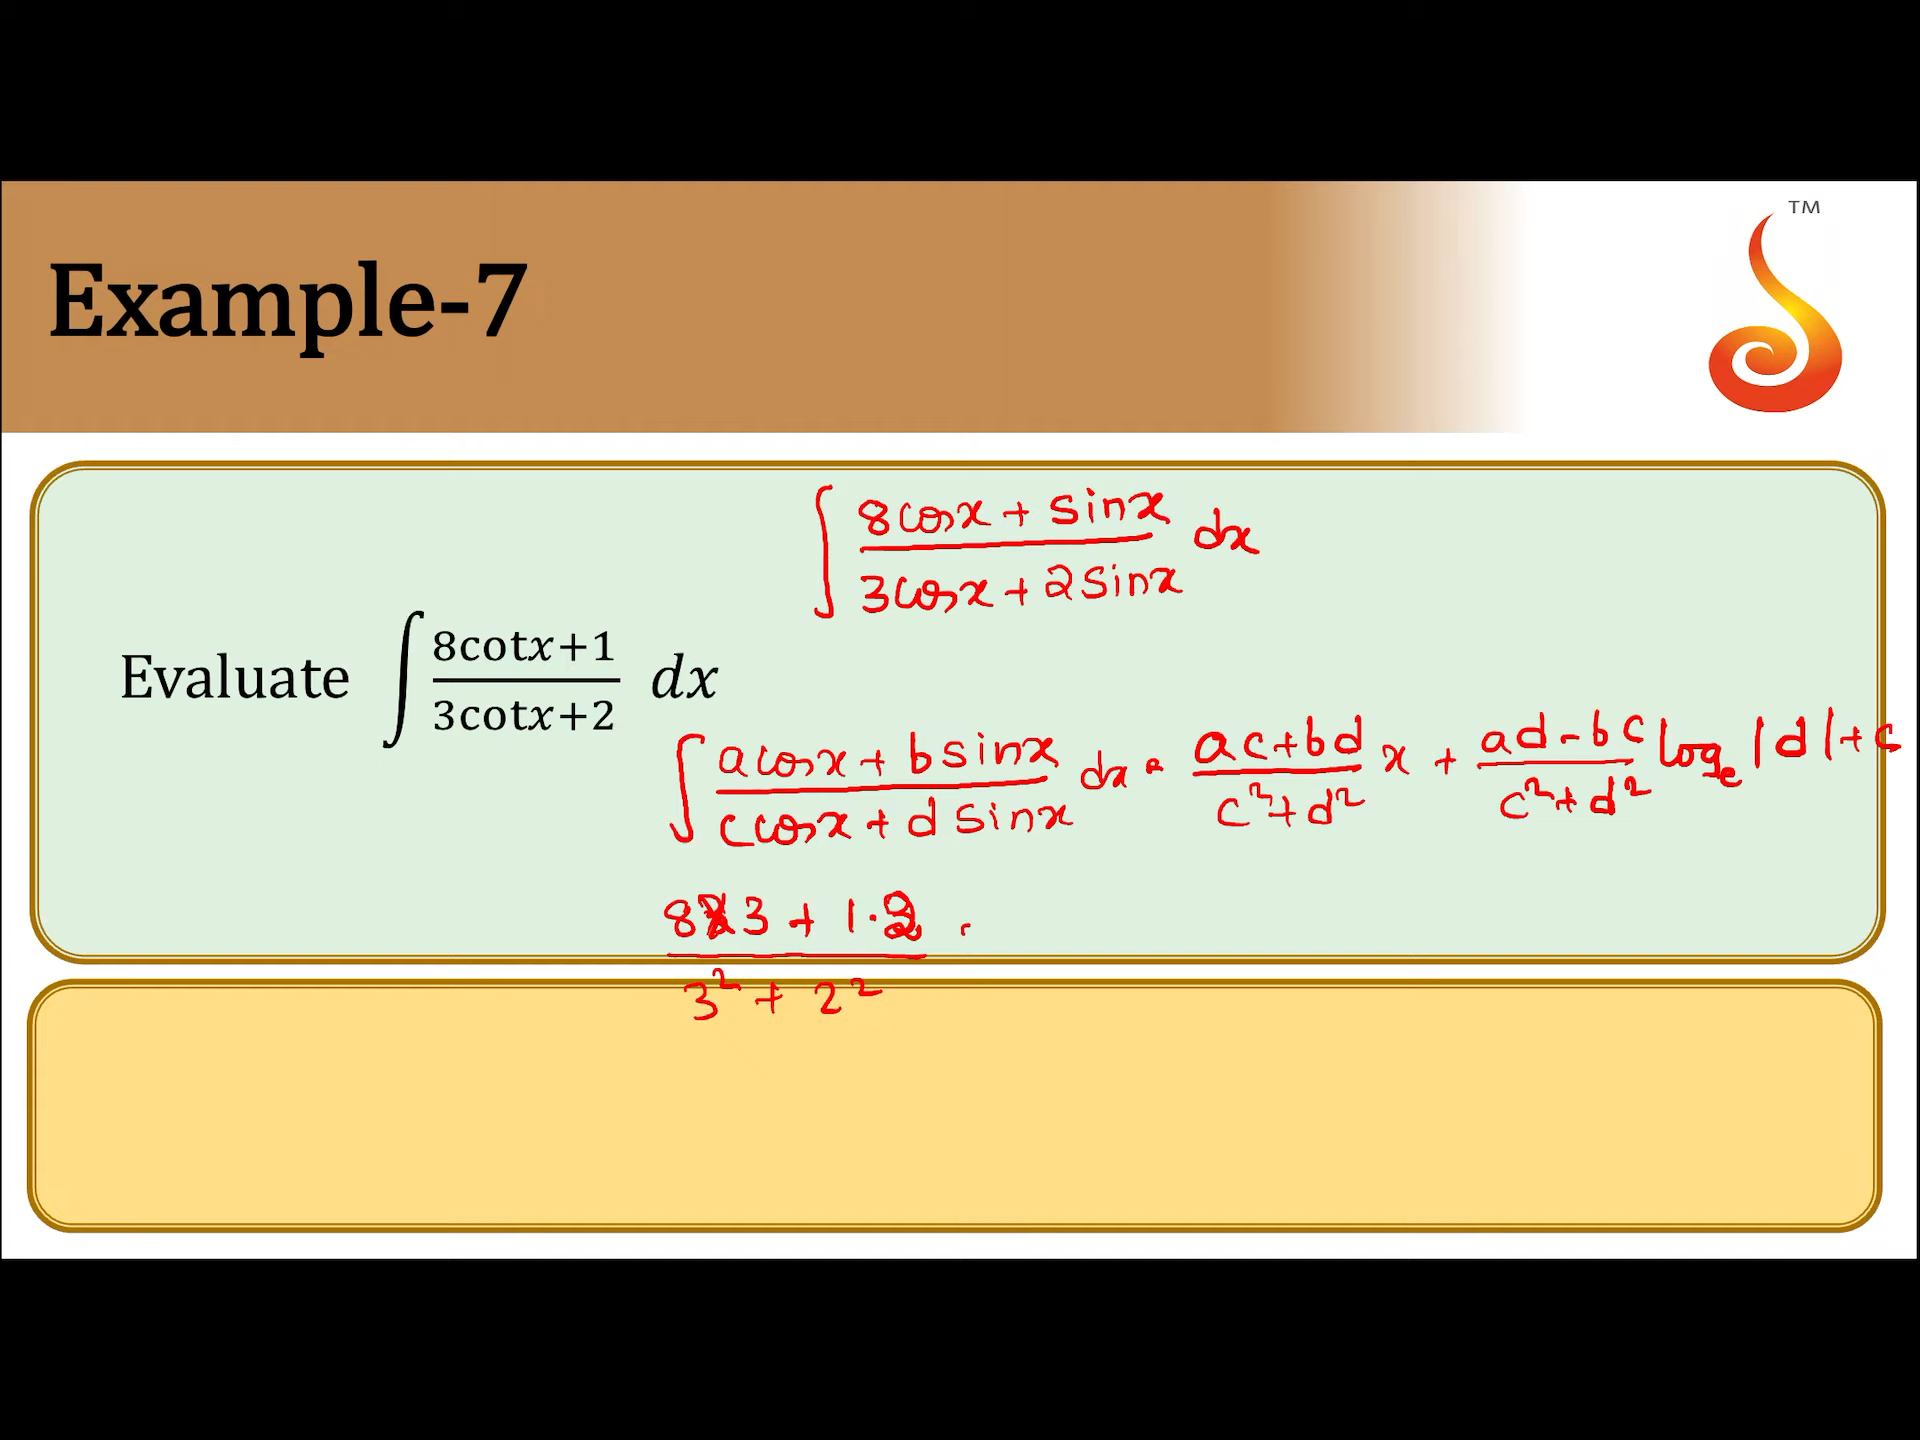 TM
Example-7
∫ (8cosx + sinx)/(3cosx + 2sinx) dx
Evaluate ∫ (8cotx+1)/(3cotx+2) dx
∫ (acosx + bsinx)/(ccosx + dsinx) dx = (ac+bd)/(c²+d²) x + (ad-bc)/(c²+d²) logₑ|d|+c
(8×3 + 1·2)/(3² + 2²)